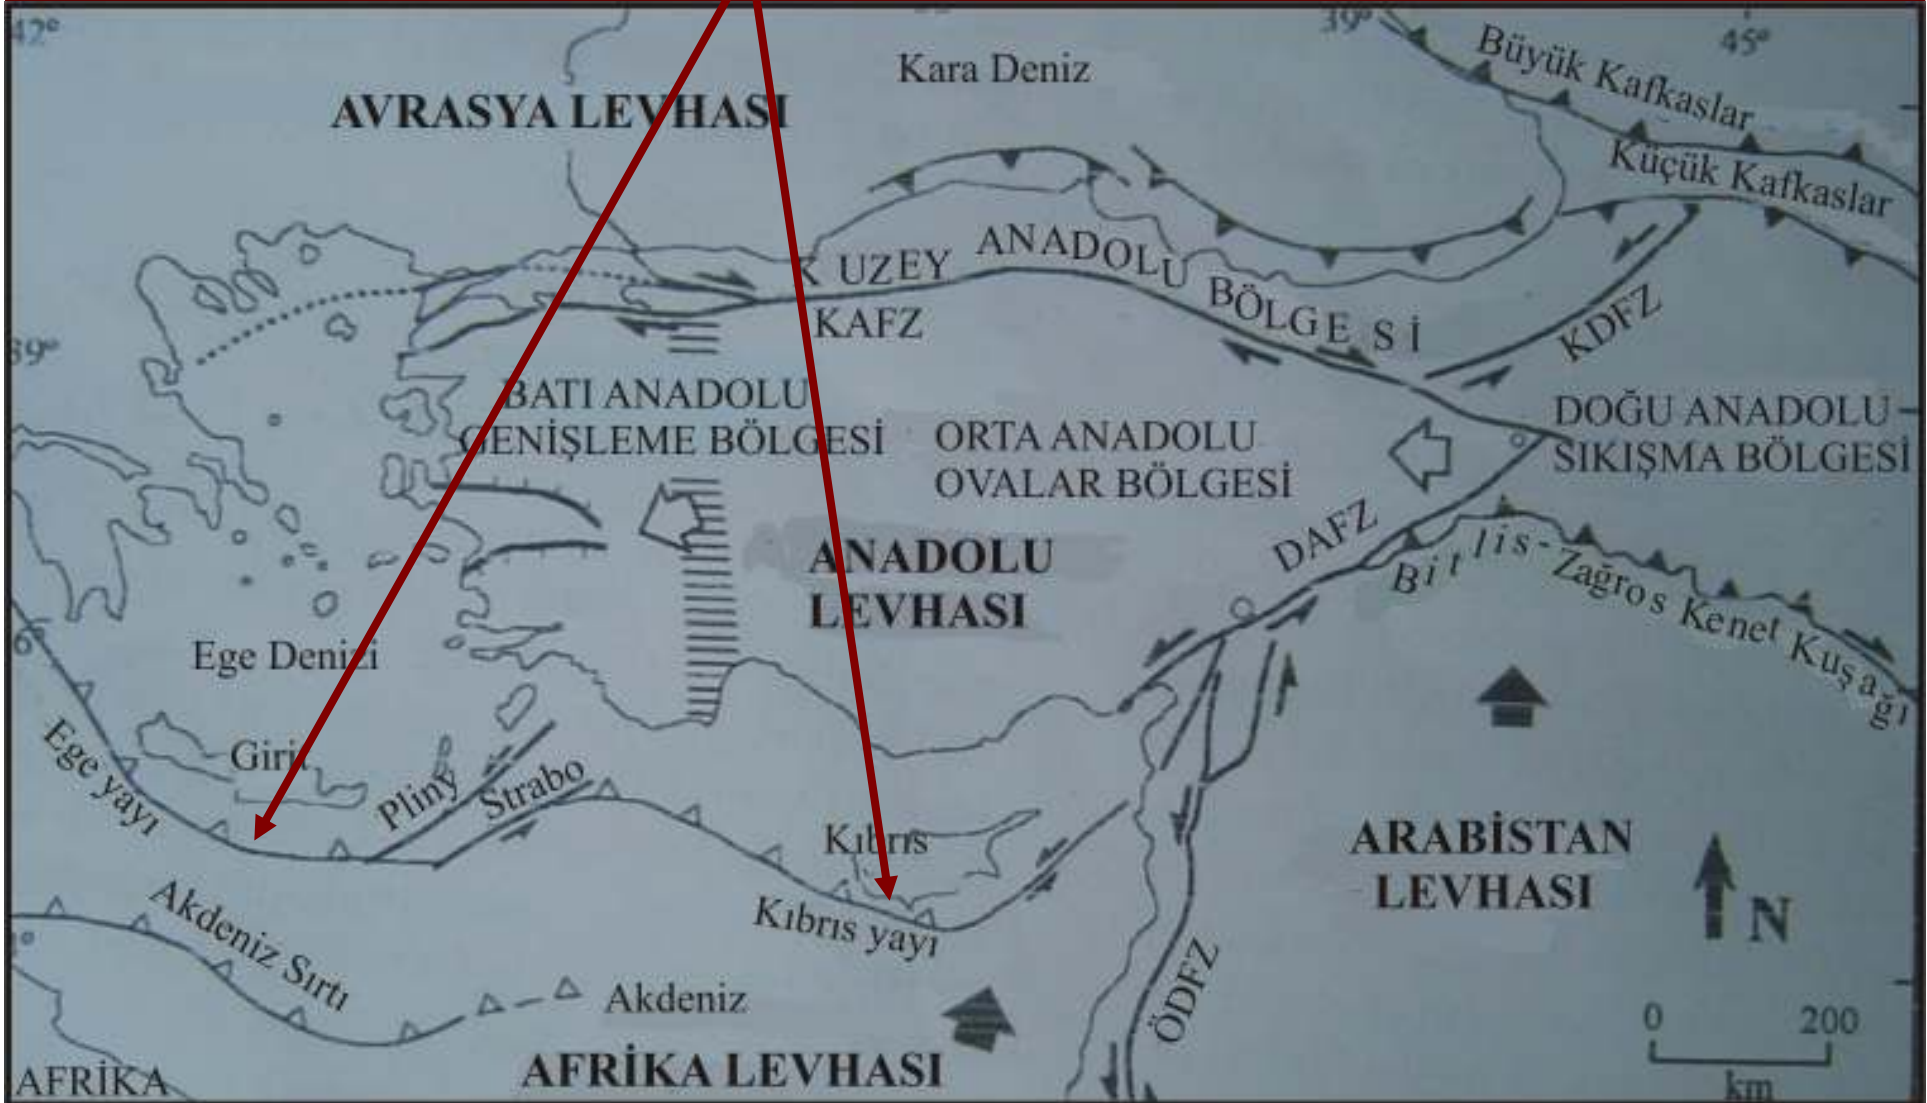 42°
39°
45°
Kara Deniz
Büyük Kafkaslar
AVRASYA LEVHASI
Küçük Kafkaslar
KUZEY ANADOLU BÖLGESİ
KAFZ
KDFZ
39°
BATI ANADOLU
GENİŞLEME BÖLGESİ
ORTA ANADOLU
OVALAR BÖLGESİ
DOĞU ANADOLU
SIKIŞMA BÖLGESİ
DAFZ
Bitlis-Zağros Kenet Kuşağı
ANADOLU
LEVHASI
Ege Denizi
Ege yayı
Girit
Pliny
Strabo
Kıbrıs
Kıbrıs yayı
ARABİSTAN
LEVHASI
N
Akdeniz Sırtı
Akdeniz
ÖDFZ
0 200
km
AFRİKA
AFRİKA LEVHASI